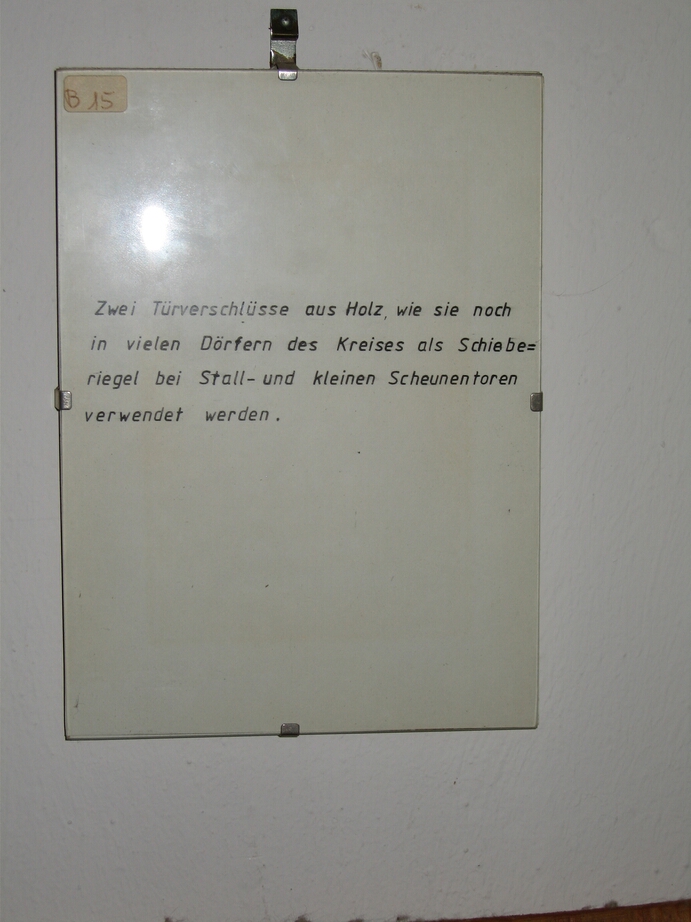 B 15
Zwei Türverschlüsse aus Holz, wie sie noch
in vielen Dörfern des Kreises als Schiebe=
riegel bei Stall- und kleinen Scheunentoren
verwendet werden.